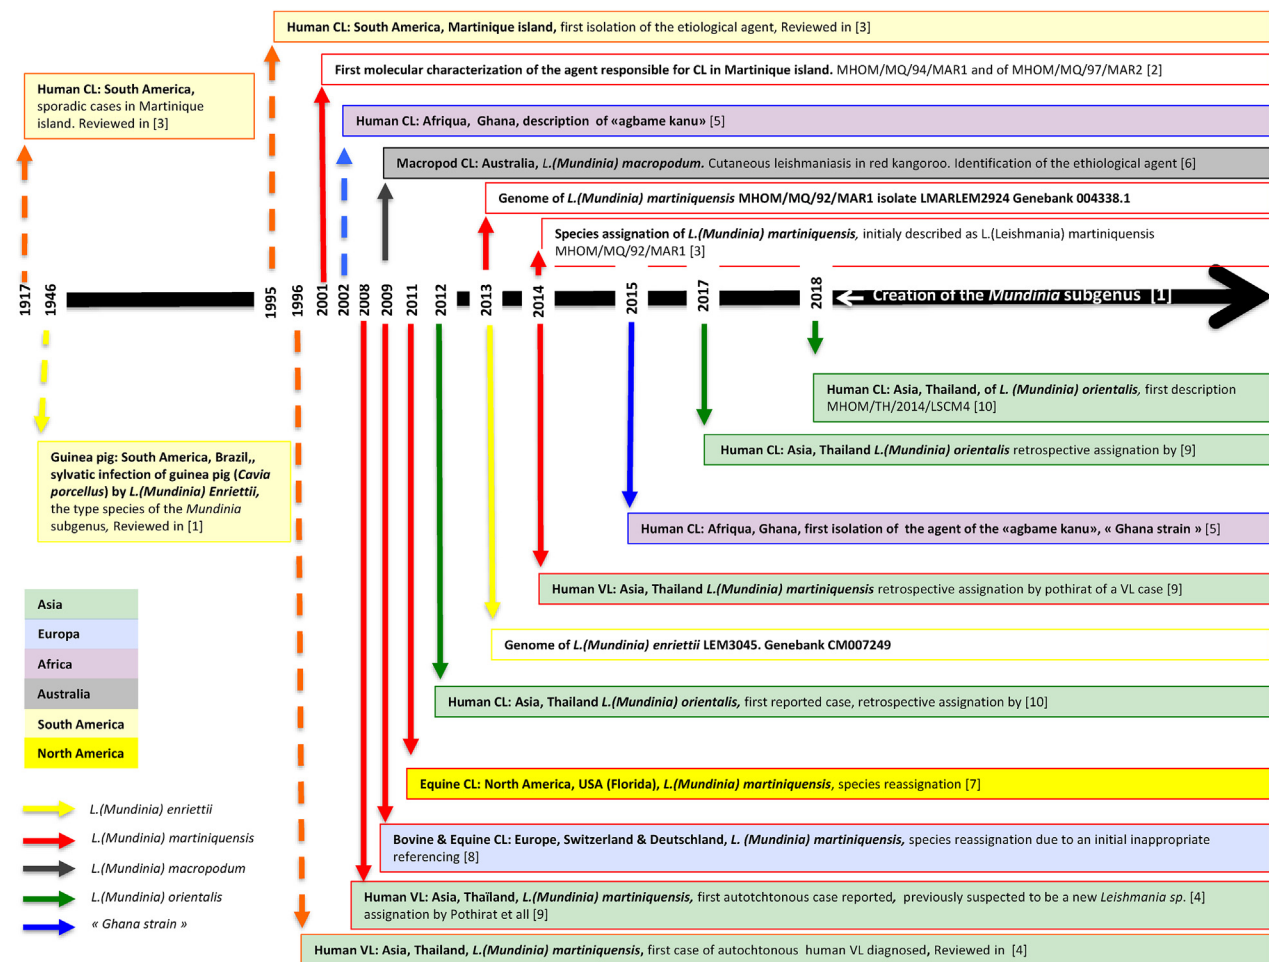 Human CL: South America, Martinique island, first isolation of the etiological agent, Reviewed in [3]
First molecular characterization of the agent responsible for CL in Martinique island. MHOM/MQ/94/MAR1 and of MHOM/MQ/97/MAR2 [2]
Human CL: South America,
sporadic cases in Martinique
island. Reviewed in [3]
Human CL: Afriqua, Ghana, description of «agbame kanu» [5]
Macropod CL: Australia, L.(Mundinia) macropodum. Cutaneous leishmaniasis in red kangoroo. Identification of the ethiological agent [6]
Genome of L.(Mundinia) martiniquensis MHOM/MQ/92/MAR1 isolate LMARLEM2924 Genebank 004338.1
Species assignation of L.(Mundinia) martiniquensis, initialy described as L.(Leishmania) martiniquensis
MHOM/MQ/92/MAR1 [3]
1917
1946
1995
1996
2001
2002
2008
2009
2011
2012
2013
2014
2015
2017
2018
Creation of the Mundinia subgenus [1]
Human CL: Asia, Thailand, of L. (Mundinia) orientalis, first description
MHOM/TH/2014/LSCM4 [10]
Human CL: Asia, Thailand L.(Mundinia) orientalis retrospective assignation by [9]
Guinea pig: South America, Brazil,,
sylvatic infection of guinea pig (Cavia
porcellus) by L.(Mundinia) Enriettii,
the type species of the Mundinia
subgenus, Reviewed in [1]
Human CL: Afriqua, Ghana, first isolation of the agent of the «agbame kanu», « Ghana strain » [5]
Human VL: Asia, Thailand L.(Mundinia) martiniquensis retrospective assignation by pothirat of a VL case [9]
Genome of L.(Mundinia) enriettii LEM3045. Genebank CM007249
Human CL: Asia, Thailand L.(Mundinia) orientalis, first reported case, retrospective assignation by [10]
Equine CL: North America, USA (Florida), L.(Mundinia) martiniquensis, species reassignation [7]
Bovine & Equine CL: Europe, Switzerland & Deutschland, L. (Mundinia) martiniquensis, species reassignation due to an initial inappropriate
referencing [8]
Human VL: Asia, Thaïland, L.(Mundinia) martiniquensis, first autotchtonous case reported, previously suspected to be a new Leishmania sp. [4]
assignation by Pothirat et all [9]
Human VL: Asia, Thailand, L.(Mundinia) martiniquensis, first case of autochtonous human VL diagnosed, Reviewed in [4]
Asia
Europa
Africa
Australia
South America
North America
L.(Mundinia) enriettii
L.(Mundinia) martiniquensis
L.(Mundinia) macropodum
L.(Mundinia) orientalis
« Ghana strain »